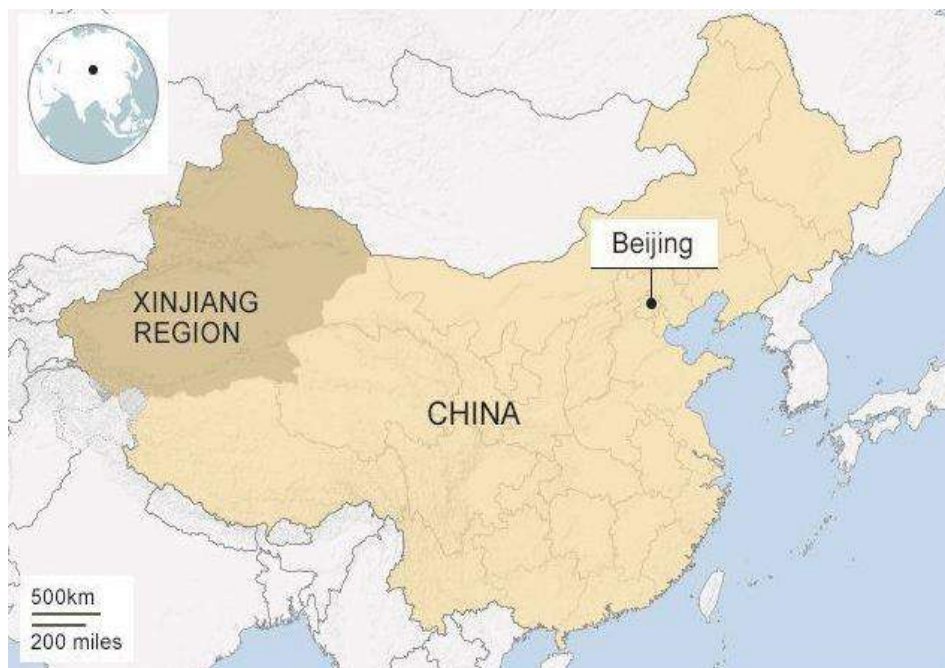 Beijing
XINJIANG
REGION
CHINA
500km
200 miles